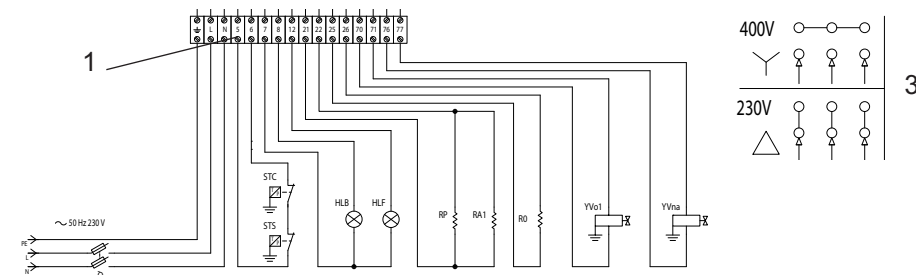 L N 5 6 7 8 12 21 22 25 26 70 71 76 77
1
400V
230V
3
STC
STS
HLB HLF RP RA1 R0 YVo1 YVna
~ 50 Hz 230 V
PE
L
N